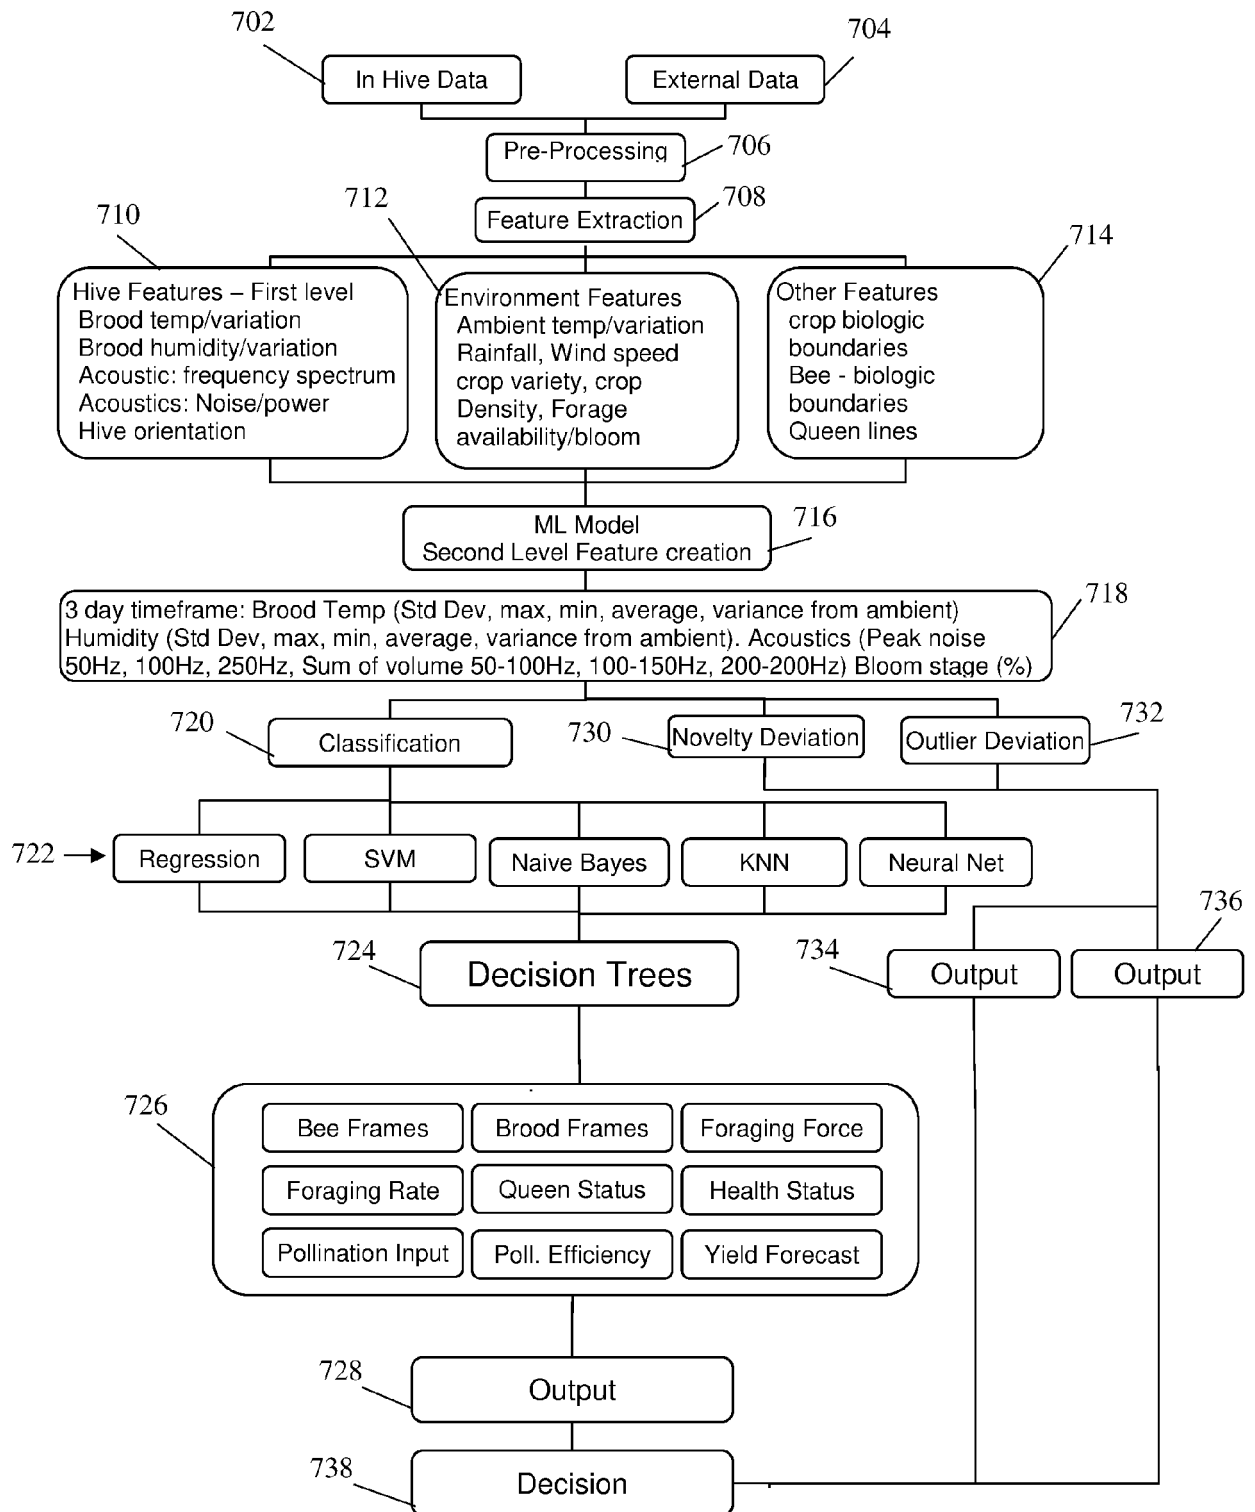 702
704
In Hive Data
External Data
Pre-Processing
706
Feature Extraction
708
710
712
714
Hive Features – First level
Brood temp/variation
Brood humidity/variation
Acoustic: frequency spectrum
Acoustics: Noise/power
Hive orientation
Environment Features
Ambient temp/variation
Rainfall, Wind speed
crop variety, crop
Density, Forage
availability/bloom
Other Features
crop biologic
boundaries
Bee - biologic
boundaries
Queen lines
ML Model
Second Level Feature creation
716
3 day timeframe: Brood Temp (Std Dev, max, min, average, variance from ambient)
Humidity (Std Dev, max, min, average, variance from ambient). Acoustics (Peak noise
50Hz, 100Hz, 250Hz, Sum of volume 50-100Hz, 100-150Hz, 200-200Hz) Bloom stage (%)
718
720
Classification
730
Novelty Deviation
Outlier Deviation
732
722
Regression
SVM
Naive Bayes
KNN
Neural Net
724
Decision Trees
734
Output
736
Output
726
Bee Frames
Brood Frames
Foraging Force
Foraging Rate
Queen Status
Health Status
Pollination Input
Poll. Efficiency
Yield Forecast
728
Output
738
Decision